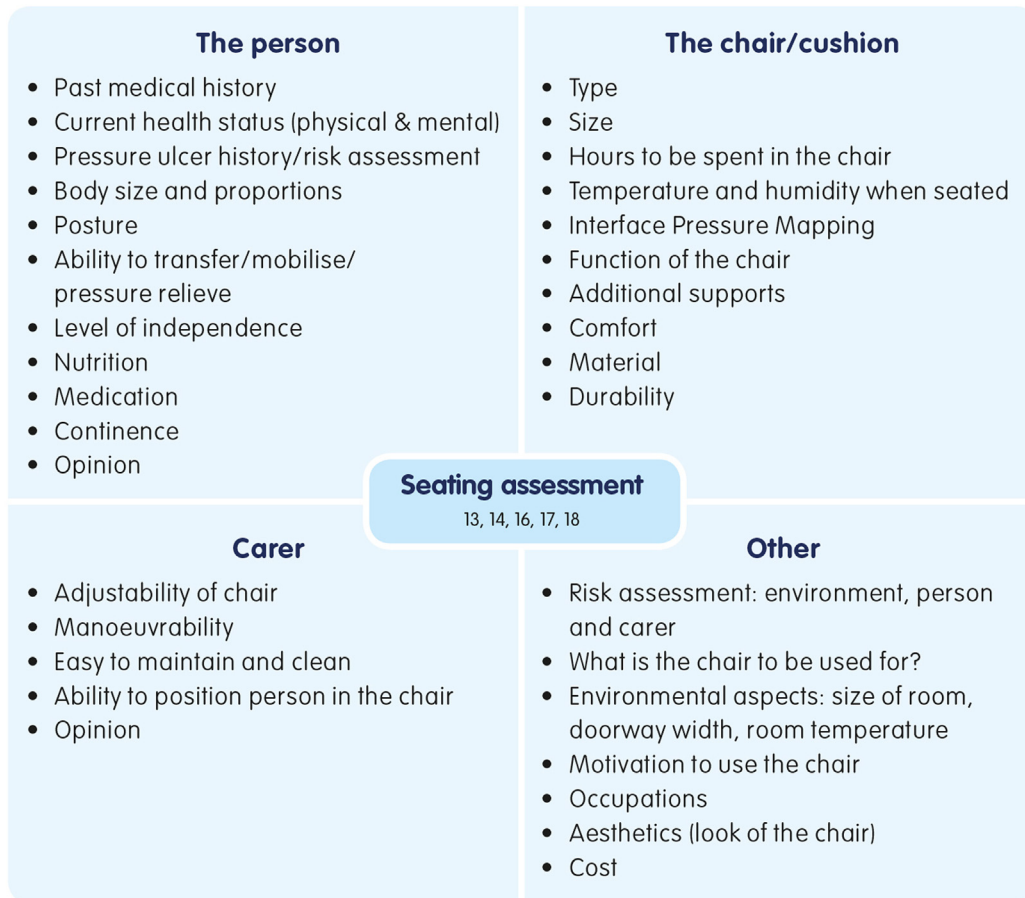 The person
• Past medical history
• Current health status (physical & mental)
• Pressure ulcer history/risk assessment
• Body size and proportions
• Posture
• Ability to transfer/mobilise/
pressure relieve
• Level of independence
• Nutrition
• Medication
• Continence
• Opinion
The chair/cushion
• Type
• Size
• Hours to be spent in the chair
• Temperature and humidity when seated
• Interface Pressure Mapping
• Function of the chair
• Additional supports
• Comfort
• Material
• Durability
Seating assessment
13, 14, 16, 17, 18
Carer
• Adjustability of chair
• Manoeuvrability
• Easy to maintain and clean
• Ability to position person in the chair
• Opinion
Other
• Risk assessment: environment, person
and carer
• What is the chair to be used for?
• Environmental aspects: size of room,
doorway width, room temperature
• Motivation to use the chair
• Occupations
• Aesthetics (look of the chair)
• Cost